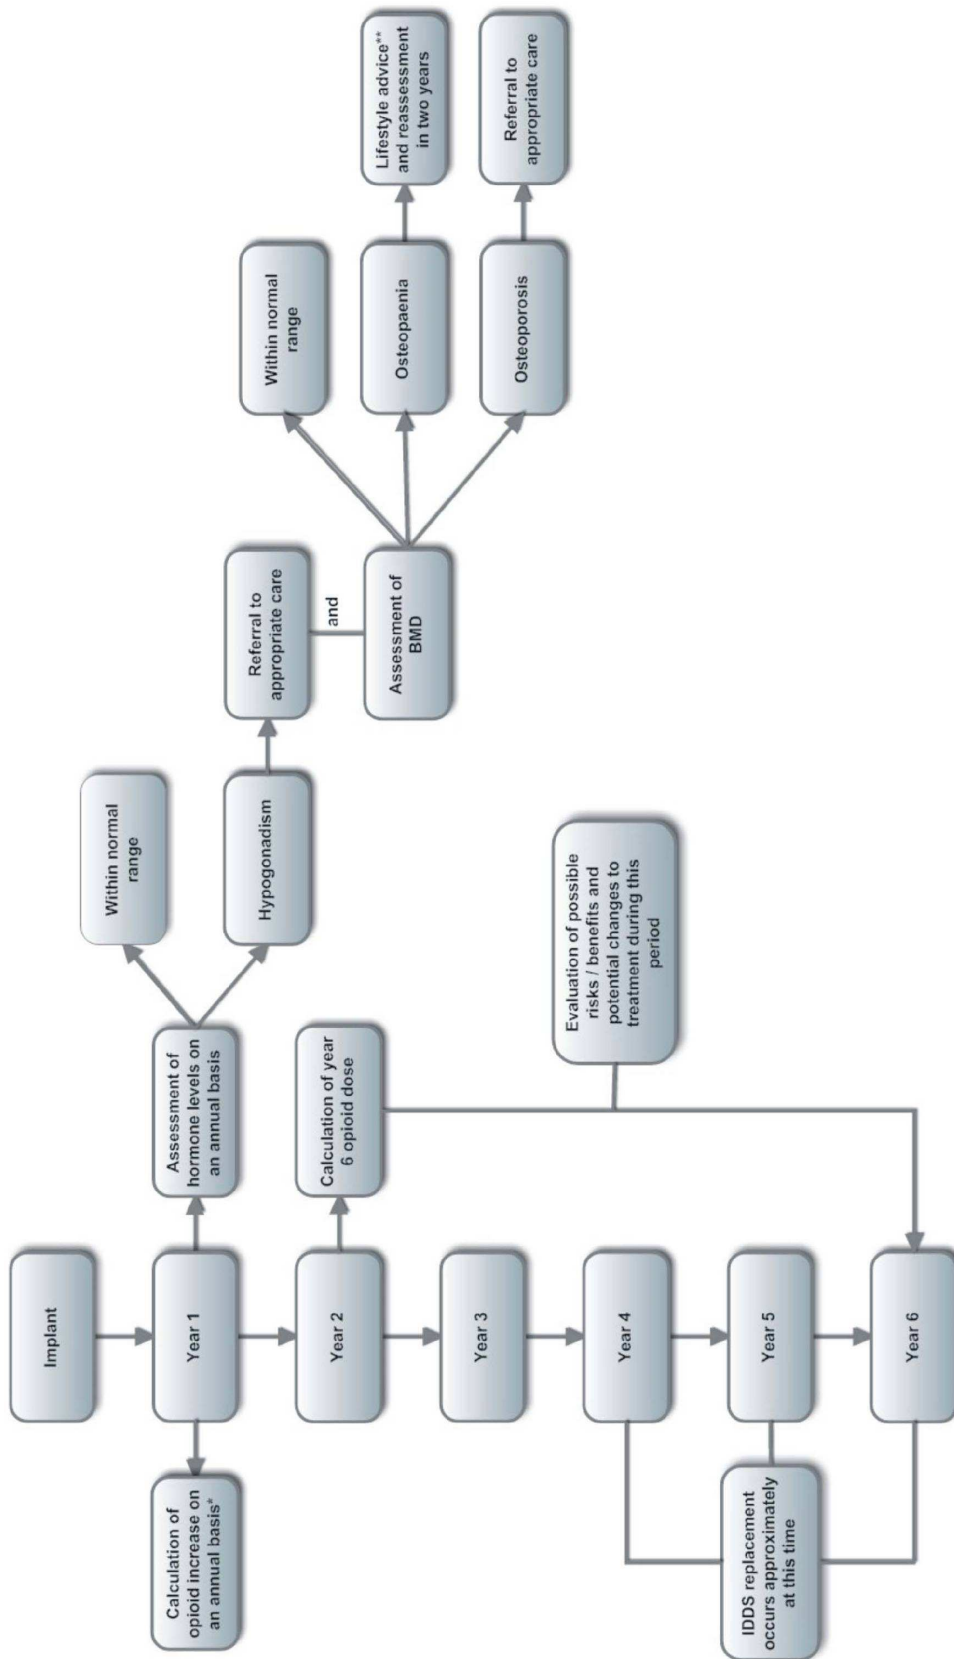 Implant
Year 1
Year 2
Year 3
Year 4
Year 5
Year 6
Calculation of
opioid increase on
an annual basis*
IDDS replacement
occurs approximately
at this time
Assessment of
hormone levels on
an annual basis
Calculation of year
6 opioid dose
Evaluation of possible
risks / benefits and
potential changes to
treatment during this
period
Within normal
range
Hypogonadism
Referral to
appropriate care
and
Assessment of
BMD
Within normal
range
Osteopaenia
Osteoporosis
Lifestyle advice**
and reassessment
in two years
Referral to
appropriate care